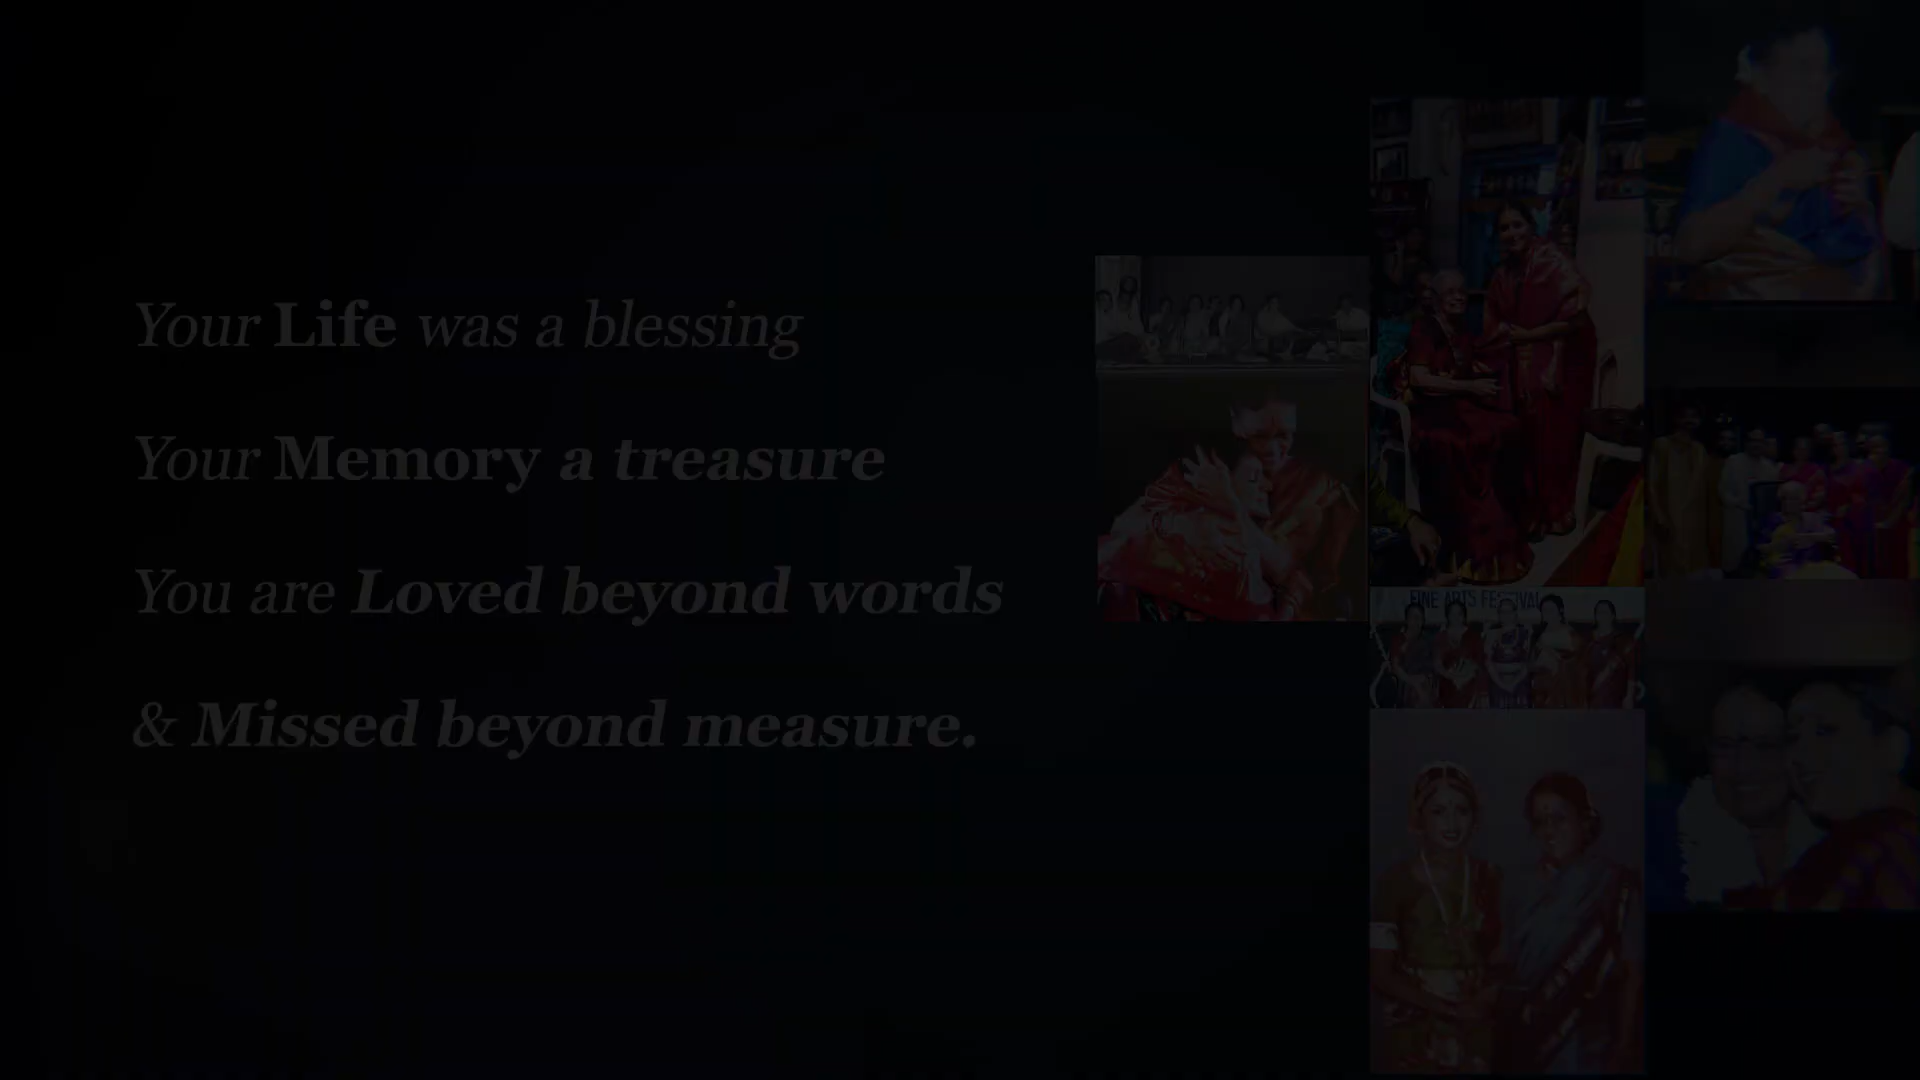 Your Life was a blessing
Your Memory a treasure
You are Loved beyond words
& Missed beyond measure.
FINE ARTS FESTIVAL